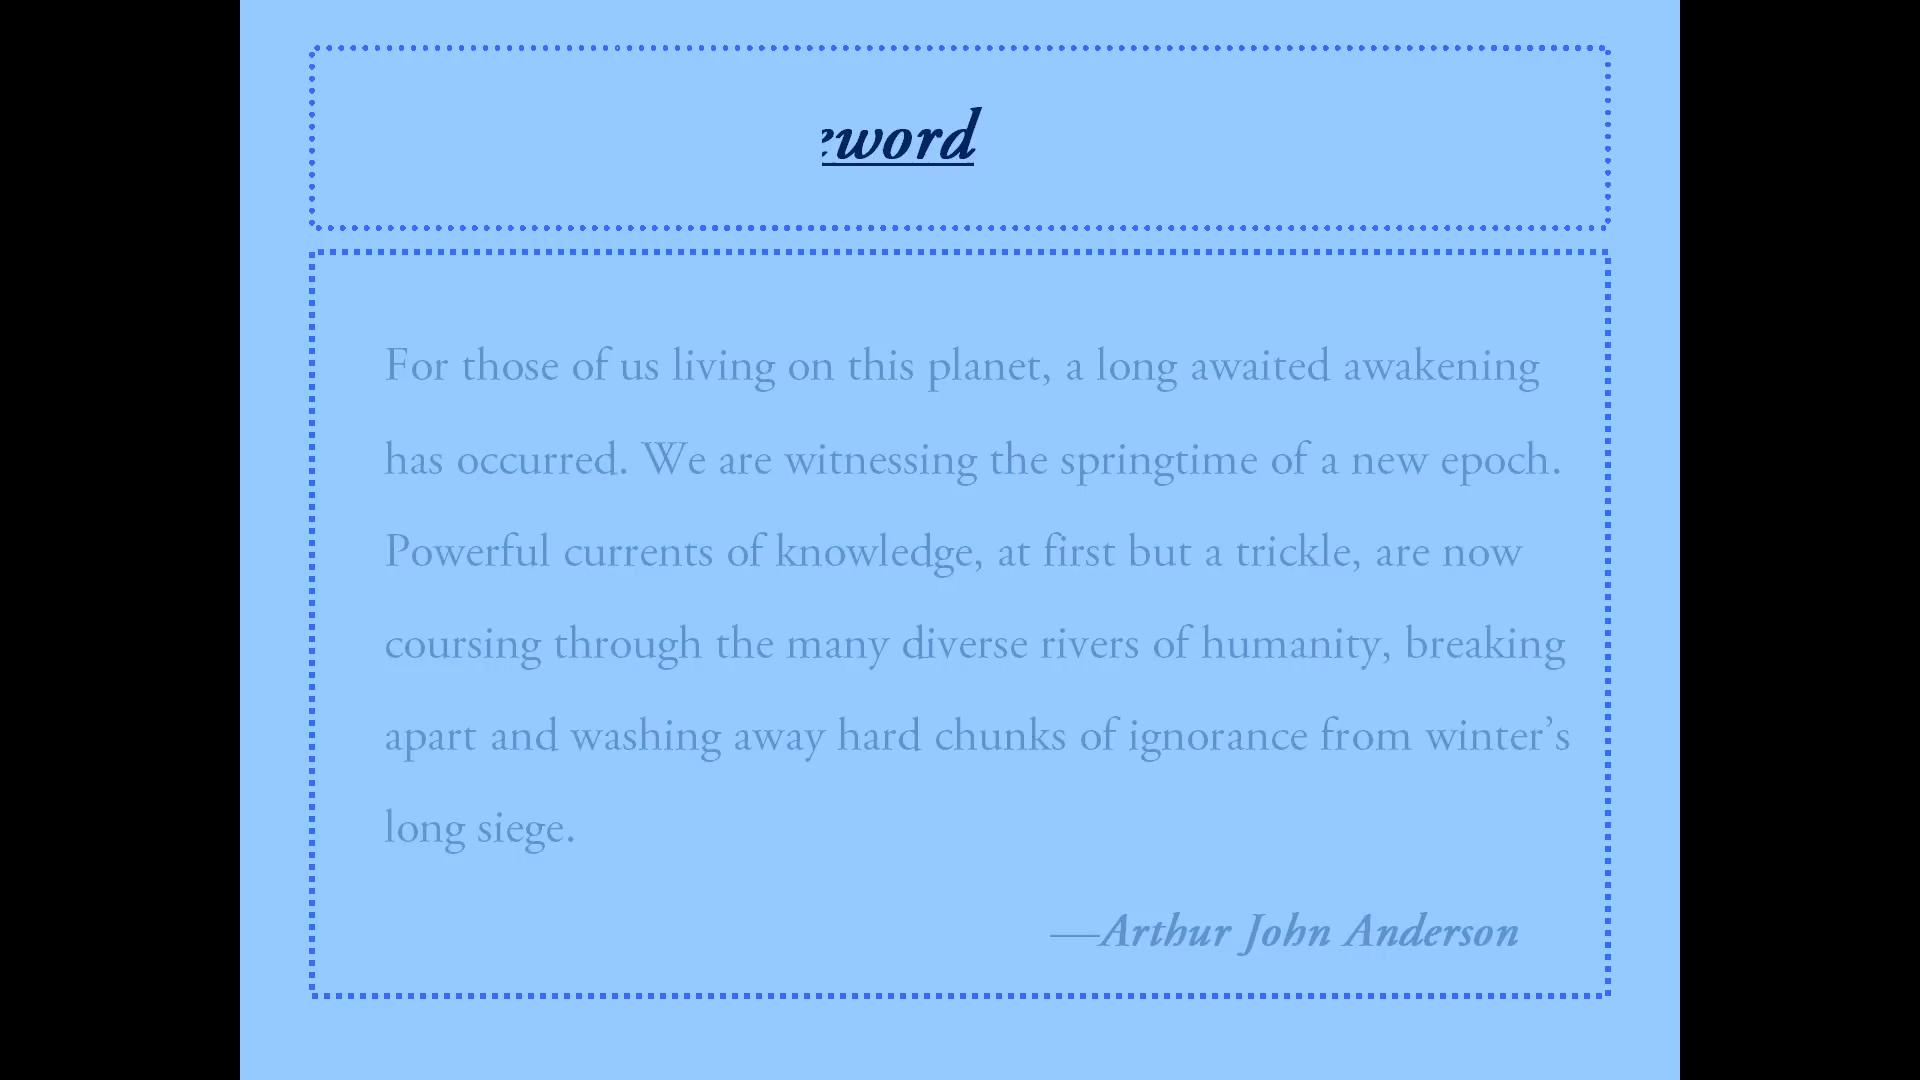 eword
For those of us living on this planet, a long awaited awakening
has occurred. We are witnessing the springtime of a new epoch.
Powerful currents of knowledge, at first but a trickle, are now
coursing through the many diverse rivers of humanity, breaking
apart and washing away hard chunks of ignorance from winter’s
long siege.
—Arthur John Anderson